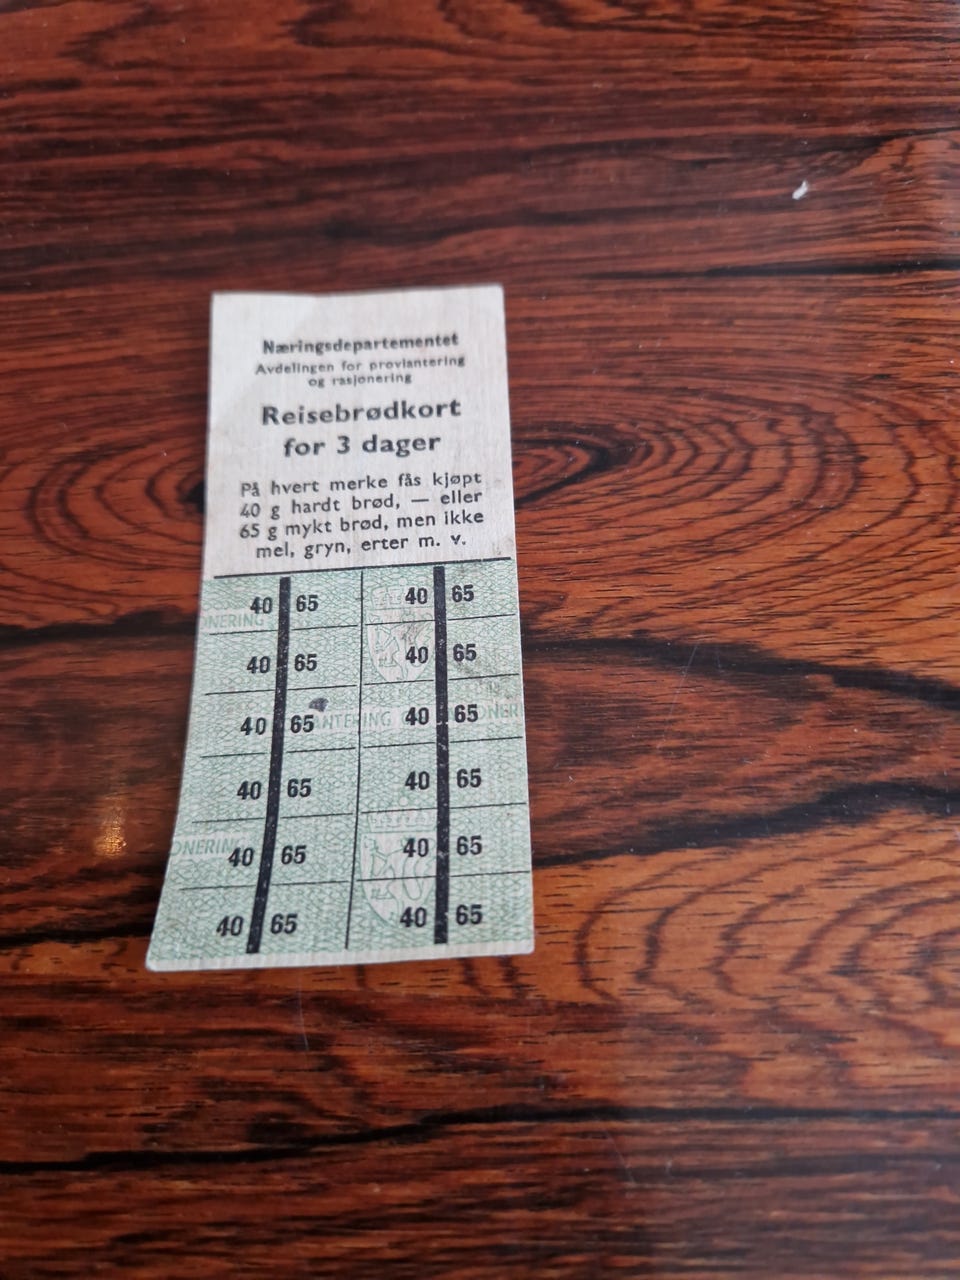 Næringsdepartementet
Avdelingen for proviantering
og rasjonering
Reisebrødkort
for 3 dager
På hvert merke fås kjøpt
40 g hardt brød, — eller
65 g mykt brød, men ikke
mel, gryn, erter m. v.
40 65 40 65
40 65 40 65
40 65 40 65
40 65 40 65
40 65 40 65
40 65 40 65